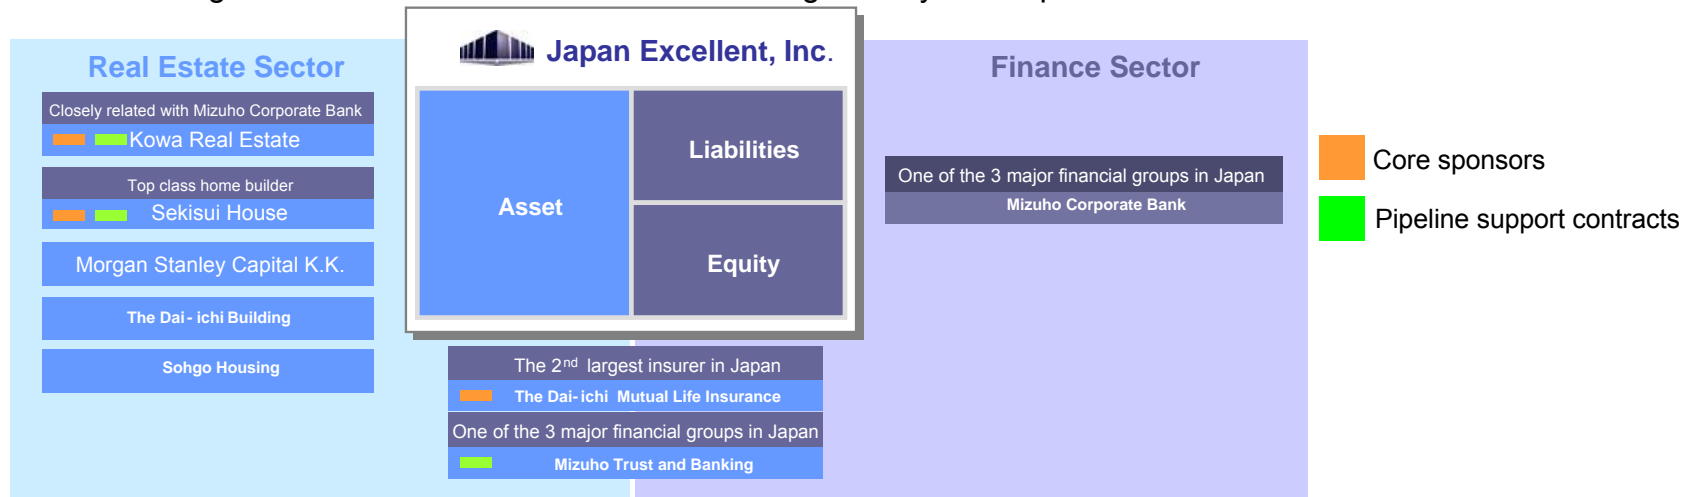 Japan Excellent, Inc.
Real Estate Sector
Closely related with Mizuho Corporate Bank
Kowa Real Estate
Top class home builder
Sekisui House
Morgan Stanley Capital K.K.
The Dai-ichi Building
Sohgo Housing
Asset
Liabilities
Equity
The 2nd largest insurer in Japan
The Dai-ichi Mutual Life Insurance
One of the 3 major financial groups in Japan
Mizuho Trust and Banking
Finance Sector
One of the 3 major financial groups in Japan
Mizuho Corporate Bank
Core sponsors
Pipeline support contracts